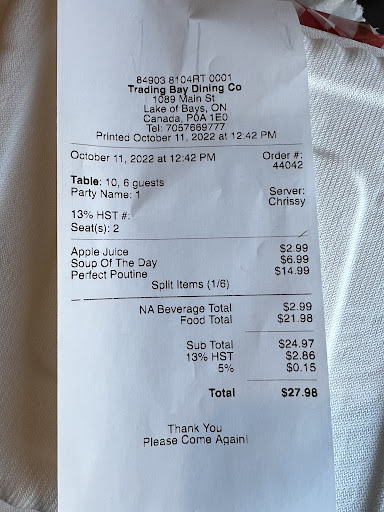 84903 8104RT 0001
Trading Bay Dining Co
1089 Main St
Lake of Bays, ON
Canada, P0A 1E0
Tel: 7057669777
Printed October 11, 2022 at 12:42 PM
October 11, 2022 at 12:42 PM Order #:
44042
Table: 10, 6 guests
Party Name: 1 Server:
Chrissy
13% HST #:
Seat(s): 2
Apple Juice $2.99
Soup Of The Day $6.99
Perfect Poutine $14.99
Split Items (1/6)
NA Beverage Total $2.99
Food Total $21.98
Sub Total $24.97
13% HST $2.86
5% $0.15
Total $27.98
Thank You
Please Come Again!